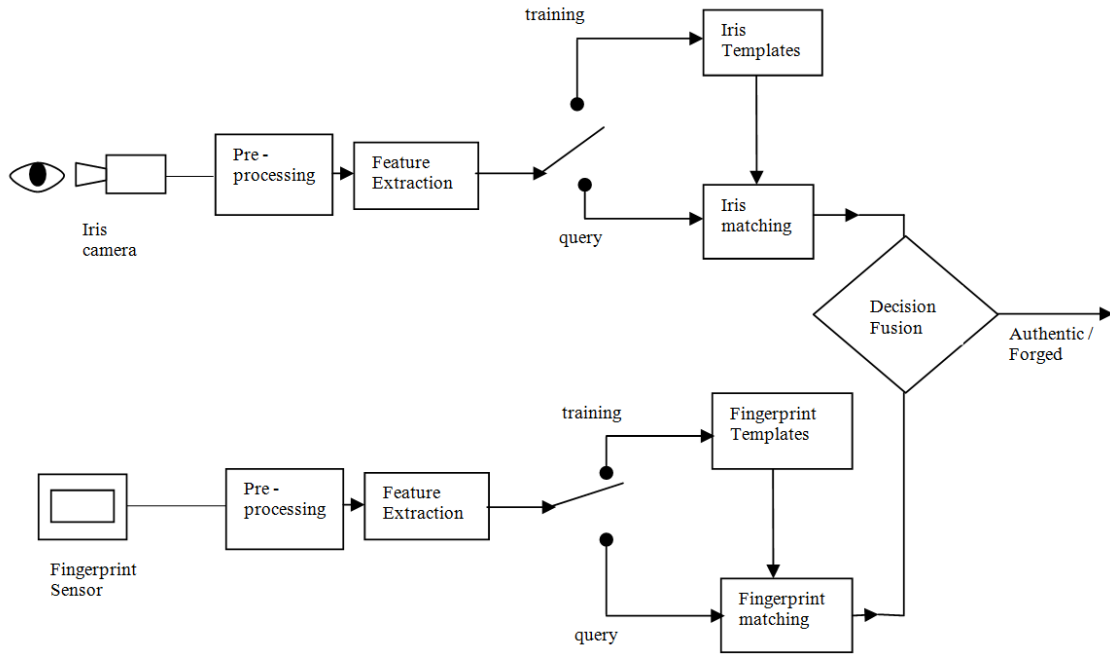 training
Iris
Templates
Pre -
processing
Feature
Extraction
Iris
camera
query
Iris
matching
Decision
Fusion
Authentic /
Forged
training
Fingerprint
Templates
Pre -
processing
Feature
Extraction
Fingerprint
Sensor
query
Fingerprint
matching